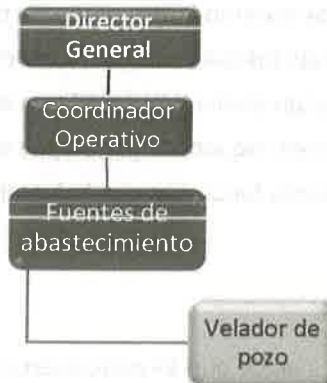 Director
General
Coordinador
Operativo
Fuentes de
abastecimiento
Velador de
pozo